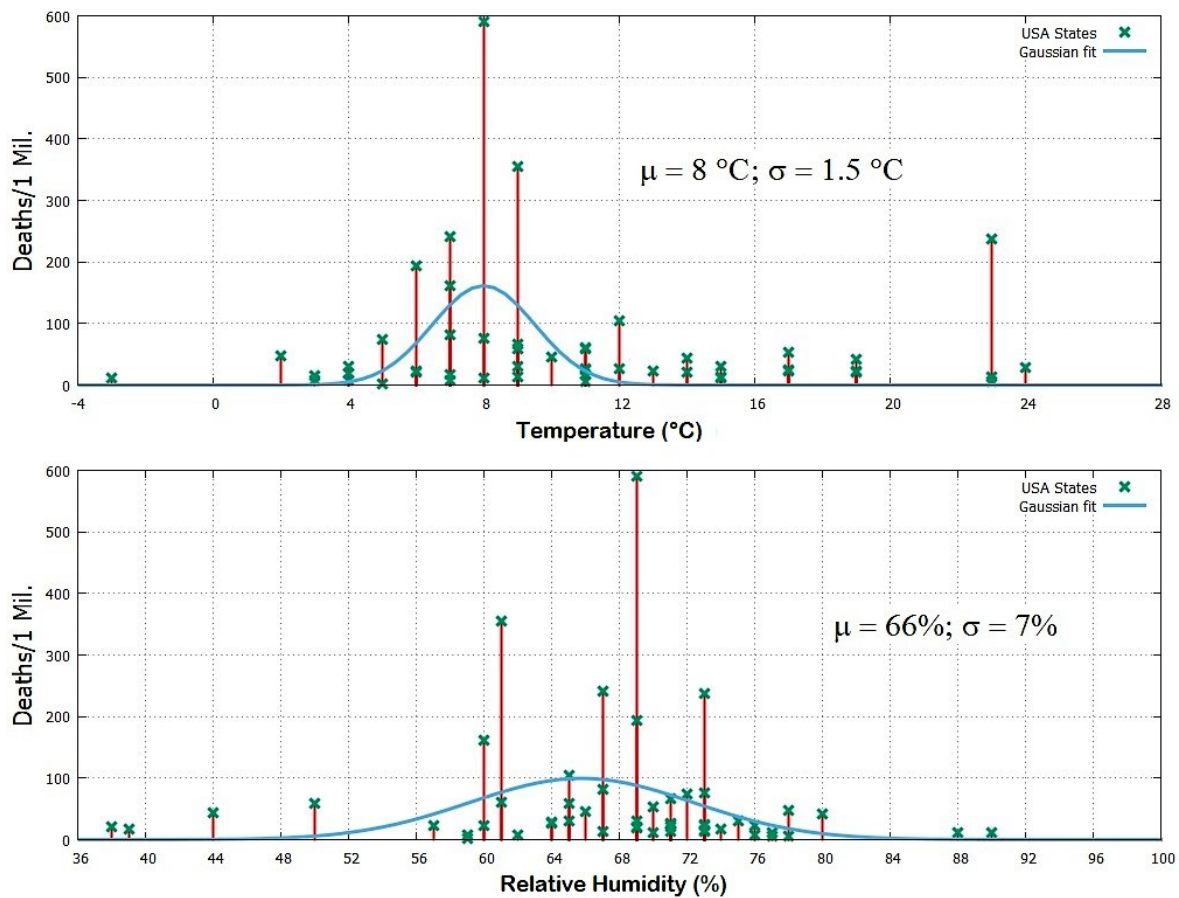 600
500
400
300
200
100
0
Deaths/1 Mil.
USA States
Gaussian fit
μ = 8 °C; σ = 1.5 °C
-4 0 4 8 12 16 20 24 28
Temperature (°C)
600
500
400
300
200
100
0
Deaths/1 Mil.
USA States
Gaussian fit
μ = 66%; σ = 7%
36 40 44 48 52 56 60 64 68 72 76 80 84 88 92 96 100
Relative Humidity (%)